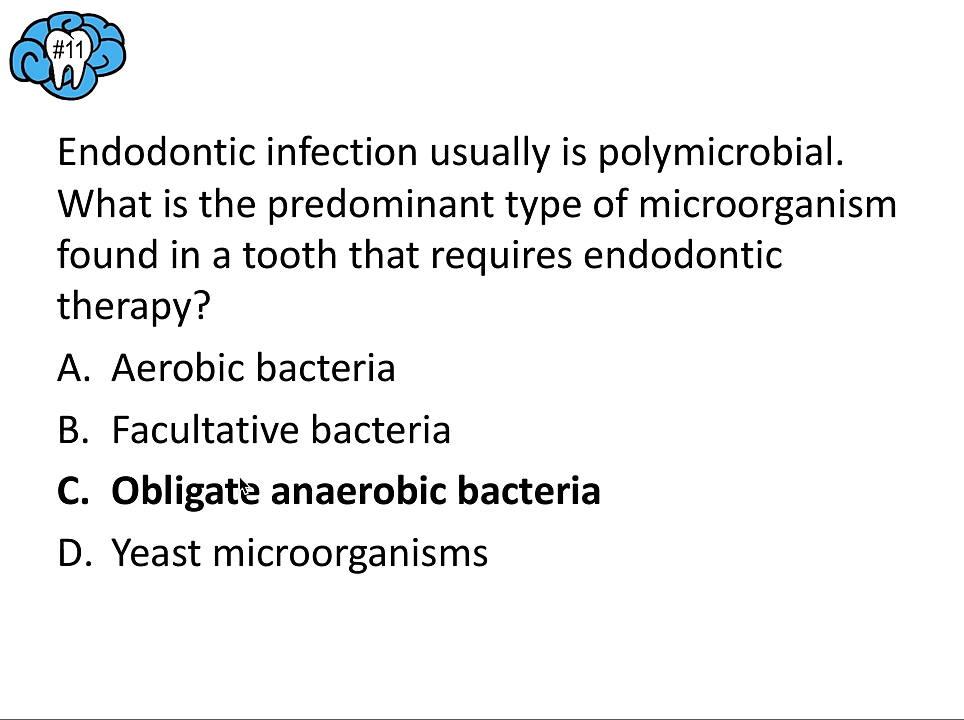 #11
Endodontic infection usually is polymicrobial.
What is the predominant type of microorganism
found in a tooth that requires endodontic
therapy?
A. Aerobic bacteria
B. Facultative bacteria
C. Obligate anaerobic bacteria
D. Yeast microorganisms